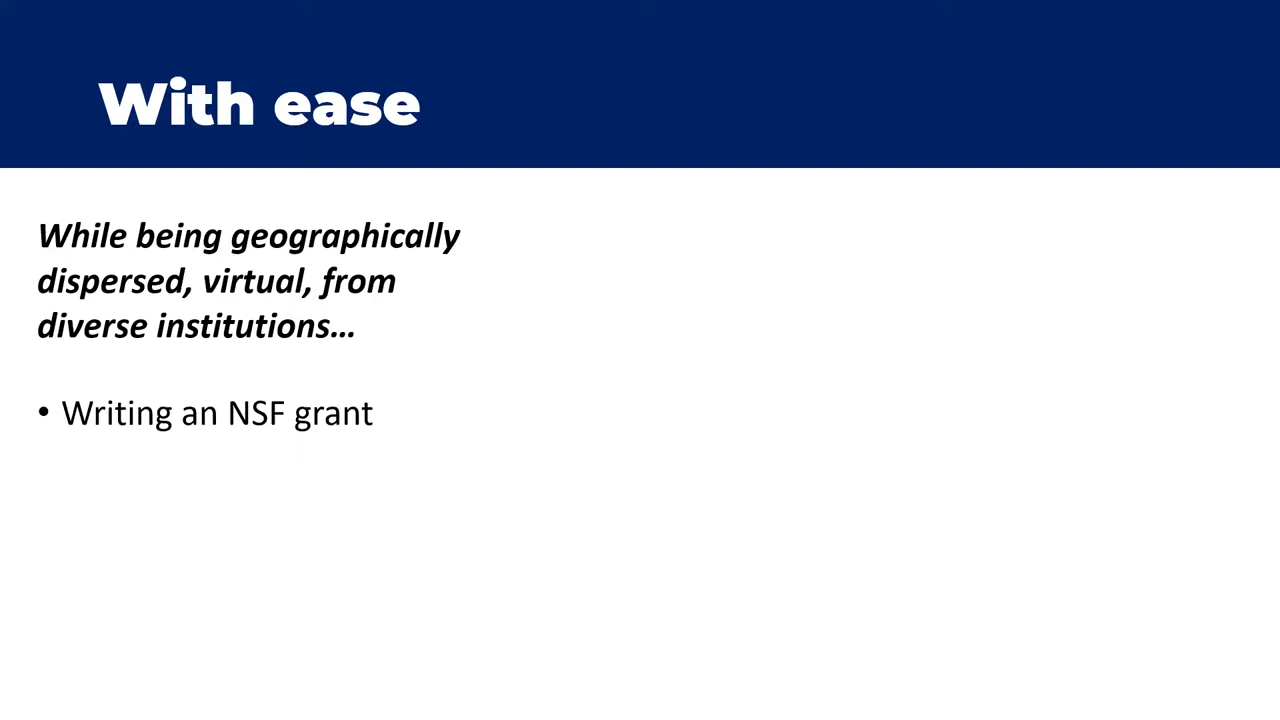 With ease
While being geographically
dispersed, virtual, from
diverse institutions…
• Writing an NSF grant